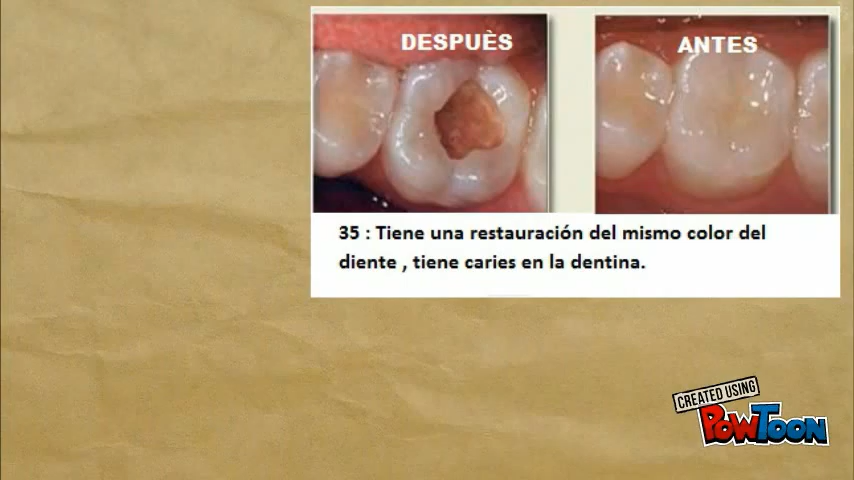 DESPUÈS
ANTES
35 : Tiene una restauración del mismo color del
diente , tiene caries en la dentina.
CREATED USING
POWTOON